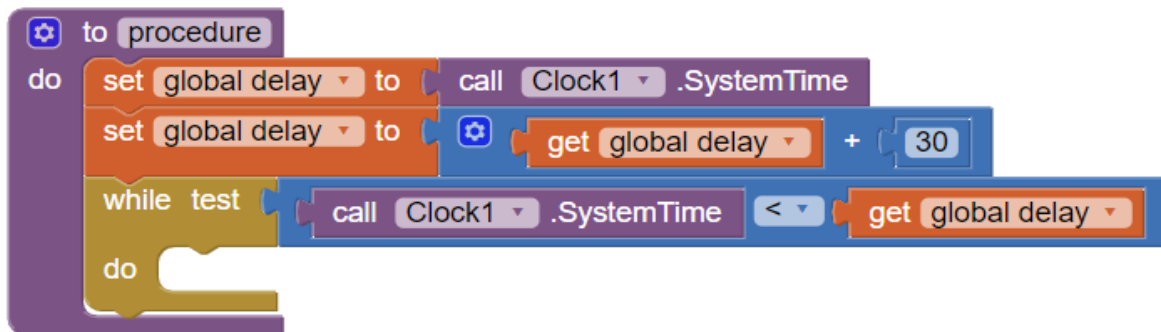 to procedure
do set global delay to call Clock1 .SystemTime
set global delay to get global delay + 30
while test call Clock1 .SystemTime < get global delay
do